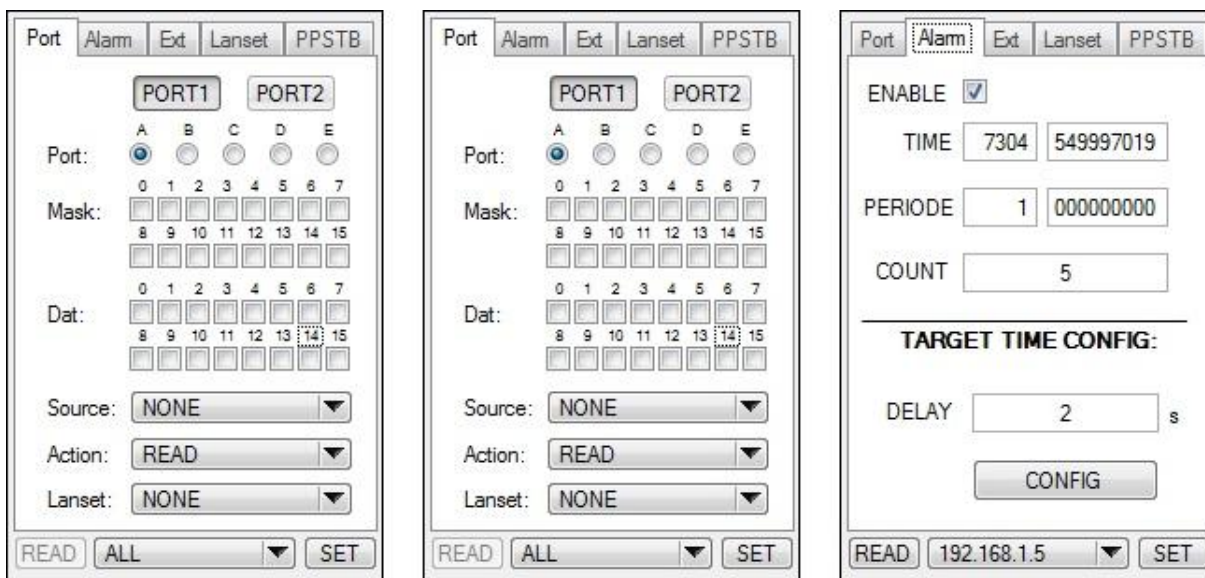 Port Alarm Ext Lanset PPSTB
PORT1 PORT2
A B C D E
Port:
0 1 2 3 4 5 6 7
Mask:
8 9 10 11 12 13 14 15
0 1 2 3 4 5 6 7
Dat:
8 9 10 11 12 13 14 15
Source: NONE
Action: READ
Lanset: NONE
READ ALL SET
Port Alarm Ext Lanset PPSTB
PORT1 PORT2
A B C D E
Port:
0 1 2 3 4 5 6 7
Mask:
8 9 10 11 12 13 14 15
0 1 2 3 4 5 6 7
Dat:
8 9 10 11 12 13 14 15
Source: NONE
Action: READ
Lanset: NONE
READ ALL SET
Port Alarm Ext Lanset PPSTB
ENABLE
TIME 7304 549997019
PERIODE 1 000000000
COUNT 5
TARGET TIME CONFIG:
DELAY 2 s
CONFIG
READ 192.168.1.5 SET